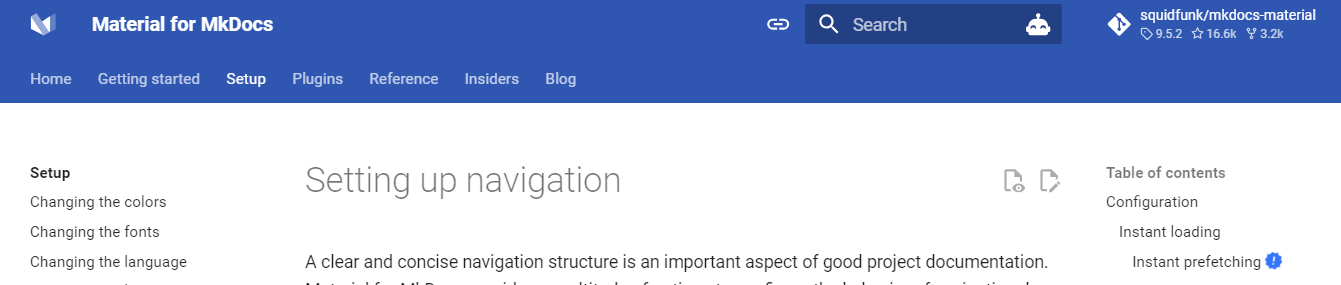 Material for MkDocs
Search
squidfunk/mkdocs-material
9.5.2 16.6k 3.2k
Home Getting started Setup Plugins Reference Insiders Blog
Setup
Changing the colors
Changing the fonts
Changing the language
Setting up navigation
A clear and concise navigation structure is an important aspect of good project documentation.
Table of contents
Configuration
Instant loading
Instant prefetching